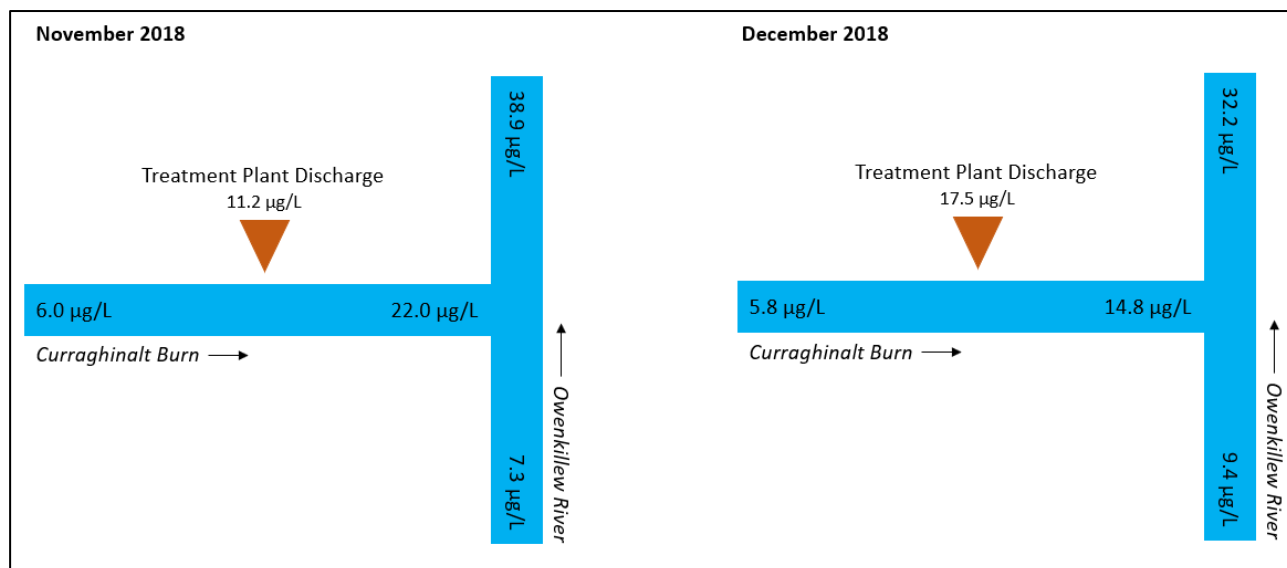 November 2018
38.9 µg/L
Treatment Plant Discharge
11.2 µg/L
6.0 µg/L
22.0 µg/L
Curraghinalt Burn
Owenkillew River
7.3 µg/L
December 2018
32.2 µg/L
Treatment Plant Discharge
17.5 µg/L
5.8 µg/L
14.8 µg/L
Curraghinalt Burn
Owenkillew River
9.4 µg/L